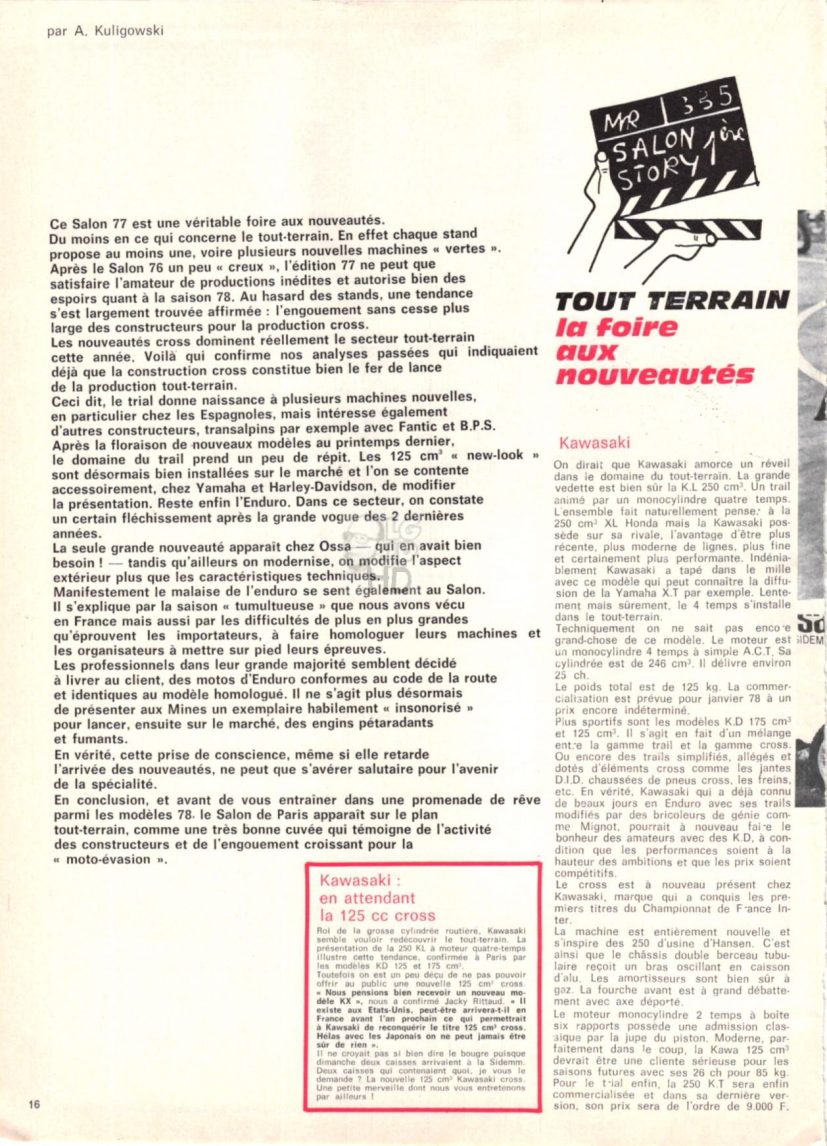 par A. Kuligowski
MR 335
SALON 1ère
STORY
TOUT TERRAIN
la foire
aux
nouveautés
Ce Salon 77 est une véritable foire aux nouveautés.
Du moins en ce qui concerne le tout-terrain. En effet chaque stand
propose au moins une, voire plusieurs nouvelles machines « vertes ».
Après le Salon 76 un peu « creux », l'édition 77 ne peut que
satisfaire l'amateur de productions inédites et autorise bien des
espoirs quant à la saison 78. Au hasard des stands, une tendance
s'est largement trouvée affirmée : l'engouement sans cesse plus
large des constructeurs pour la production cross.
Les nouveautés cross dominent réellement le secteur tout-terrain
cette année. Voilà qui confirme nos analyses passées qui indiquaient
déjà que la construction cross constitue bien le fer de lance
de la production tout-terrain.
Ceci dit, le trial donne naissance à plusieurs machines nouvelles,
en particulier chez les Espagnoles, mais intéresse également
d'autres constructeurs, transalpins par exemple avec Fantic et B.P.S.
Après la floraison de nouveaux modèles au printemps dernier,
le domaine du trail prend un peu de répit. Les 125 cm³ « new-look »
sont désormais bien installées sur le marché et l'on se contente
accessoirement, chez Yamaha et Harley-Davidson, de modifier
la présentation. Reste enfin l'Enduro. Dans ce secteur, on constate
un certain fléchissement après la grande vogue des 2 dernières
années.
La seule grande nouveauté apparaît chez Ossa — qui en avait bien
besoin ! — tandis qu'ailleurs on modernise, on modifie l'aspect
extérieur plus que les caractéristiques techniques.
Manifestement le malaise de l'enduro se sent également au Salon.
Il s'explique par la saison « tumultueuse » que nous avons vécu
en France mais aussi par les difficultés de plus en plus grandes
qu'éprouvent les importateurs, à faire homologuer leurs machines et
les organisateurs à mettre sur pied leurs épreuves.
Les professionnels dans leur grande majorité semblent décidé
à livrer au client, des motos d'Enduro conformes au code de la route
et identiques au modèle homologué. Il ne s'agit plus désormais
de présenter aux Mines un exemplaire habilement « insonorisé »
pour lancer, ensuite sur le marché, des engins pétaradants
et fumants.
En vérité, cette prise de conscience, même si elle retarde
l'arrivée des nouveautés, ne peut que s'avérer salutaire pour l'avenir
de la spécialité.
En conclusion, et avant de vous entraîner dans une promenade de rêve
parmi les modèles 78, le Salon de Paris apparaît sur le plan
tout-terrain, comme une très bonne cuvée qui témoigne de l'activité
des constructeurs et de l'engouement croissant pour la
« moto-évasion ».
Kawasaki :
en attendant
la 125 cc cross
Roi de la grosse cylindrée routière, Kawasaki
semble vouloir redécouvrir le tout-terrain. La
présentation de la 250 KL à moteur quatre-temps
illustre cette tendance, confirmée à Paris par
les modèles KD 125 et 175 cm³.
Toutefois on est un peu déçu de ne pas pouvoir
offrir au public une nouvelle 125 cm³ cross.
« Nous pensions bien recevoir un nouveau mo-
dèle KX », nous a confirmé Jacky Rittaud. « Il
existe aux Etats-Unis, peut-être arrivera-t-il en
France avant l'an prochain ce qui permettrait
à Kawsaki de reconquérir le titre 125 cm³ cross.
Hélas avec les Japonais on ne peut jamais être
sûr de rien ».
Il ne croyait pas si bien dire le bougre puisque
dimanche deux caisses arrivaient à la Sidemm.
Deux caisses qui contenaient quoi, je vous le
demande ? La nouvelle 125 cm³ Kawasaki cross.
Une petite merveille dont nous vous entretenons
par ailleurs !
Kawasaki
On dirait que Kawasaki amorce un réveil
dans le domaine du tout-terrain. La grande
vedette est bien sûr la K.L 250 cm³. Un trail
animé par un monocylindre quatre temps.
L'ensemble fait naturellement penser à la
250 cm³ XL Honda mais la Kawasaki pos-
sède sur sa rivale, l'avantage d'être plus
récente, plus moderne de lignes, plus fine
et certainement plus performante. Indénia-
blement Kawasaki a tapé dans le mille
avec ce modèle qui peut connaître la diffu-
sion de la Yamaha X.T par exemple. Lente-
ment mais sûrement, le 4 temps s'installe
dans le tout-terrain.
Techniquement on ne sait pas encore
grand-chose de ce modèle. Le moteur est
un monocylindre 4 temps à simple A.C.T. Sa
cylindrée est de 246 cm³. Il délivre environ
25 ch.
Le poids total est de 125 kg. La commer-
cialisation est prévue pour janvier 78 à un
prix encore indéterminé.
Plus sportifs sont les modèles K.D 175 cm³
et 125 cm³. Il s'agit en fait d'un mélange
entre la gamme trail et la gamme cross.
Ou encore des trails simplifiés, allégés et
dotés d'éléments cross comme les jantes
D.I.D. chaussées de pneus cross, les freins,
etc. En vérité, Kawasaki qui a déjà connu
de beaux jours en Enduro avec ses trails
modifiés par des bricoleurs de génie com-
me Mignot, pourrait à nouveau faire le
bonheur des amateurs avec des K.D, à con-
dition que les performances soient à la
hauteur des ambitions et que les prix soient
compétitifs.
Le cross est à nouveau présent chez
Kawasaki, marque qui a conquis les pre-
miers titres du Championnat de France In-
ter.
La machine est entièrement nouvelle et
s'inspire des 250 d'usine d'Hansen. C'est
ainsi que le châssis double berceau tubu-
laire reçoit un bras oscillant en caisson
d'alu. Les amortisseurs sont bien sûr à
gaz. La fourche avant est à grand débatte-
ment avec axe déporté.
Le moteur monocylindre 2 temps à boîte
six rapports possède une admission clas-
sique par la jupe du piston. Moderne, par-
faitement dans le coup, la Kawa 125 cm³
devrait être une cliente sérieuse pour les
saisons futures avec ses 26 ch pour 85 kg.
Pour le trial enfin, la 250 K.T sera enfin
commercialisée et dans sa dernière ver-
sion, son prix sera de l'ordre de 9.000 F.
SIDEM
HD
16